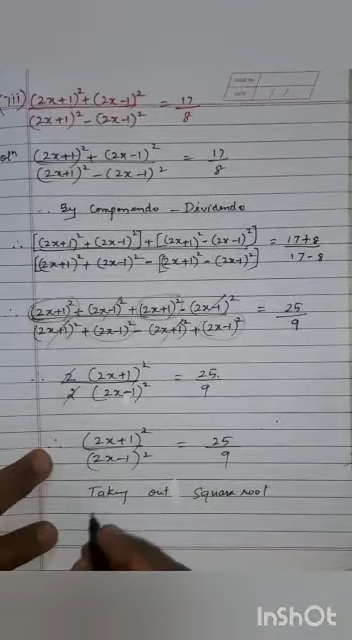 (vii) (2x+1)² + (2x-1)² / (2x+1)² - (2x-1)² = 17/8
Solⁿ (2x+1)² + (2x-1)² / (2x+1)² - (2x-1)² = 17/8
∴ By Componendo - Dividendo
∴ [(2x+1)² + (2x-1)²] + [(2x+1)² - (2x-1)²] / [(2x+1)² + (2x-1)² - [(2x+1)² - (2x-1)²] = 17+8 / 17-8
∴ (2x+1)² + (2x-1)² + (2x+1)² - (2x-1)² / (2x+1)² + (2x-1)² - (2x+1)² + (2x-1)² = 25/9
∴ 2 (2x+1)² / 2 (2x-1)² = 25/9
∴ (2x+1)² / (2x-1)² = 25/9
Taking out Square root
InShOt